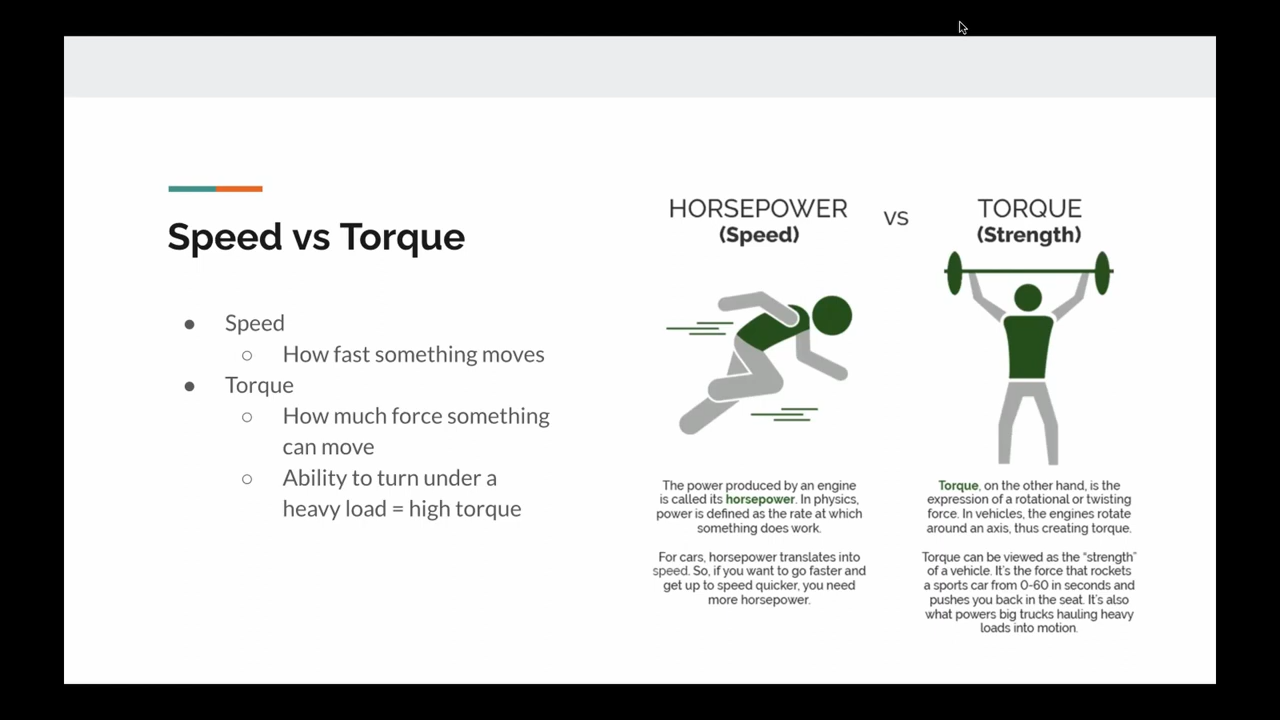 Speed vs Torque
● Speed
○ How fast something moves
● Torque
○ How much force something
can move
○ Ability to turn under a
heavy load = high torque
HORSEPOWER
(Speed)
VS
TORQUE
(Strength)
The power produced by an engine
is called its horsepower. In physics,
power is defined as the rate at which
something does work.
For cars, horsepower translates into
speed. So, if you want to go faster and
get up to speed quicker, you need
more horsepower.
Torque, on the other hand, is the
expression of a rotational or twisting
force. In vehicles, the engines rotate
around an axis, thus creating torque.
Torque can be viewed as the “strength”
of a vehicle. It’s the force that rockets
a sports car from 0-60 in seconds and
pushes you back in the seat. It’s also
what powers big trucks hauling heavy
loads into motion.